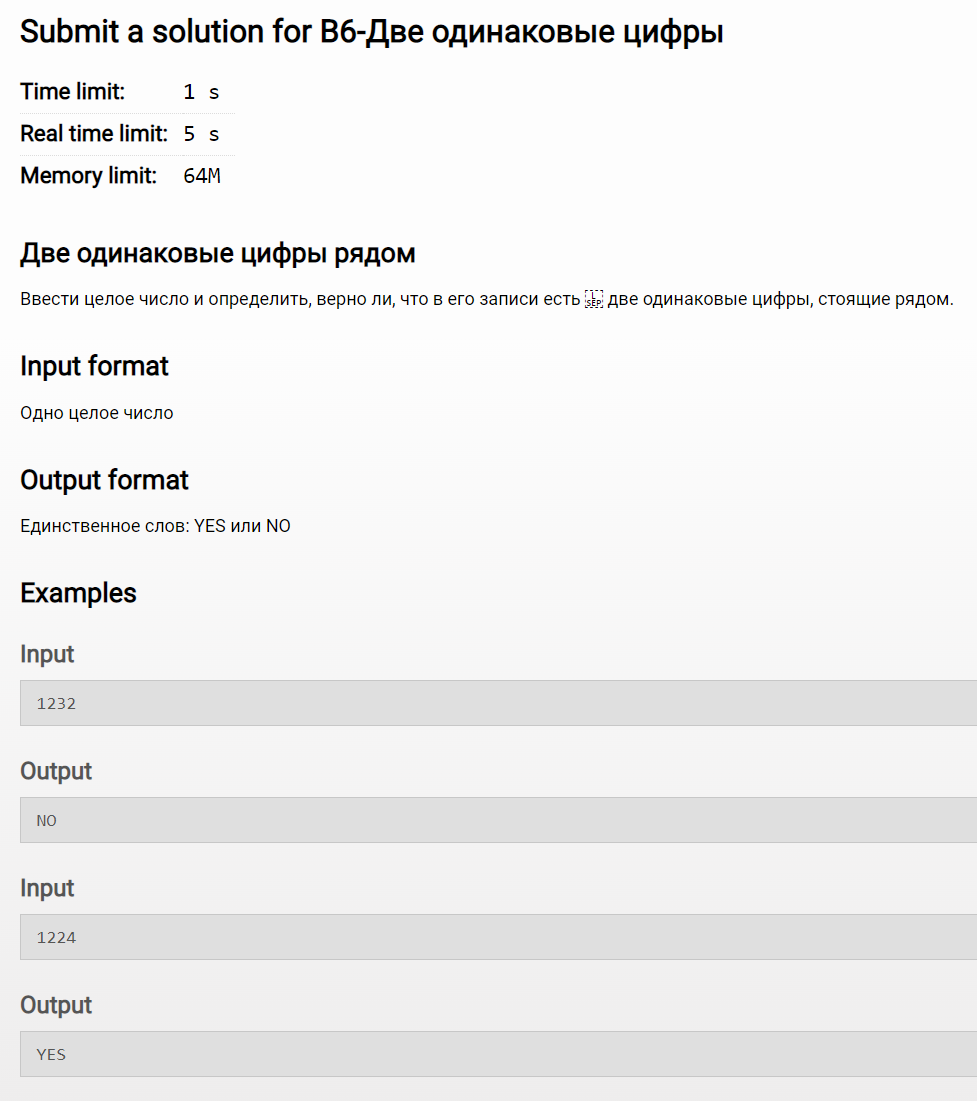 Submit a solution for B6-Две одинаковые цифры
Time limit: 1 s
Real time limit: 5 s
Memory limit: 64M
Две одинаковые цифры рядом
Ввести целое число и определить, верно ли, что в его записи есть L SEP две одинаковые цифры, стоящие рядом.
Input format
Одно целое число
Output format
Единственное слов: YES или NO
Examples
Input
1232
Output
NO
Input
1224
Output
YES